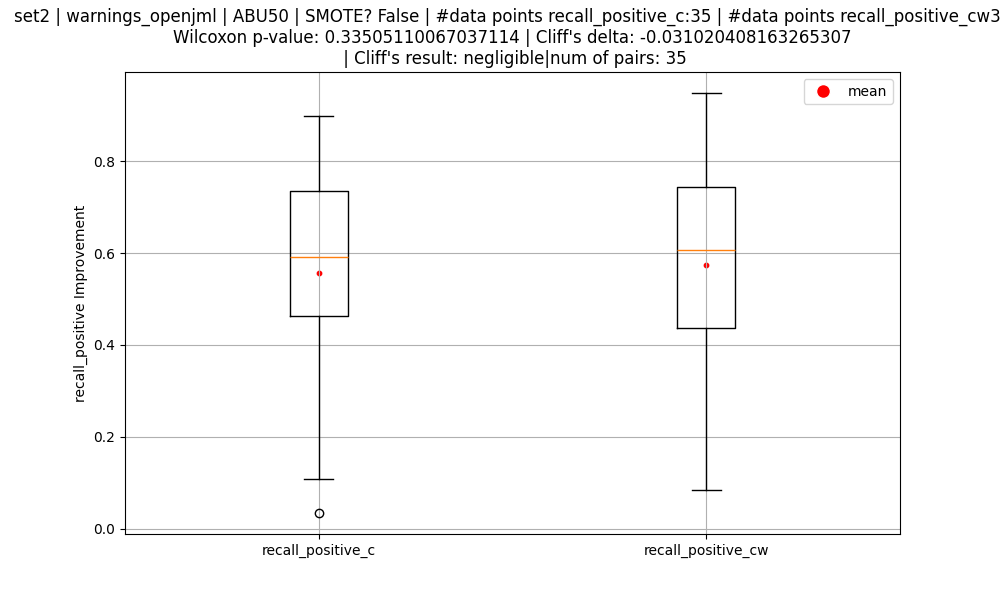 set2 | warnings_openjml | ABU50 | SMOTE? False | #data points recall_positive_c:35 | #data points recall_positive_cw3
Wilcoxon p-value: 0.33505110067037114 | Cliff's delta: -0.031020408163265307
| Cliff's result: negligible|num of pairs: 35
mean
recall_positive Improvement
0.8
0.6
0.4
0.2
0.0
recall_positive_c
recall_positive_cw